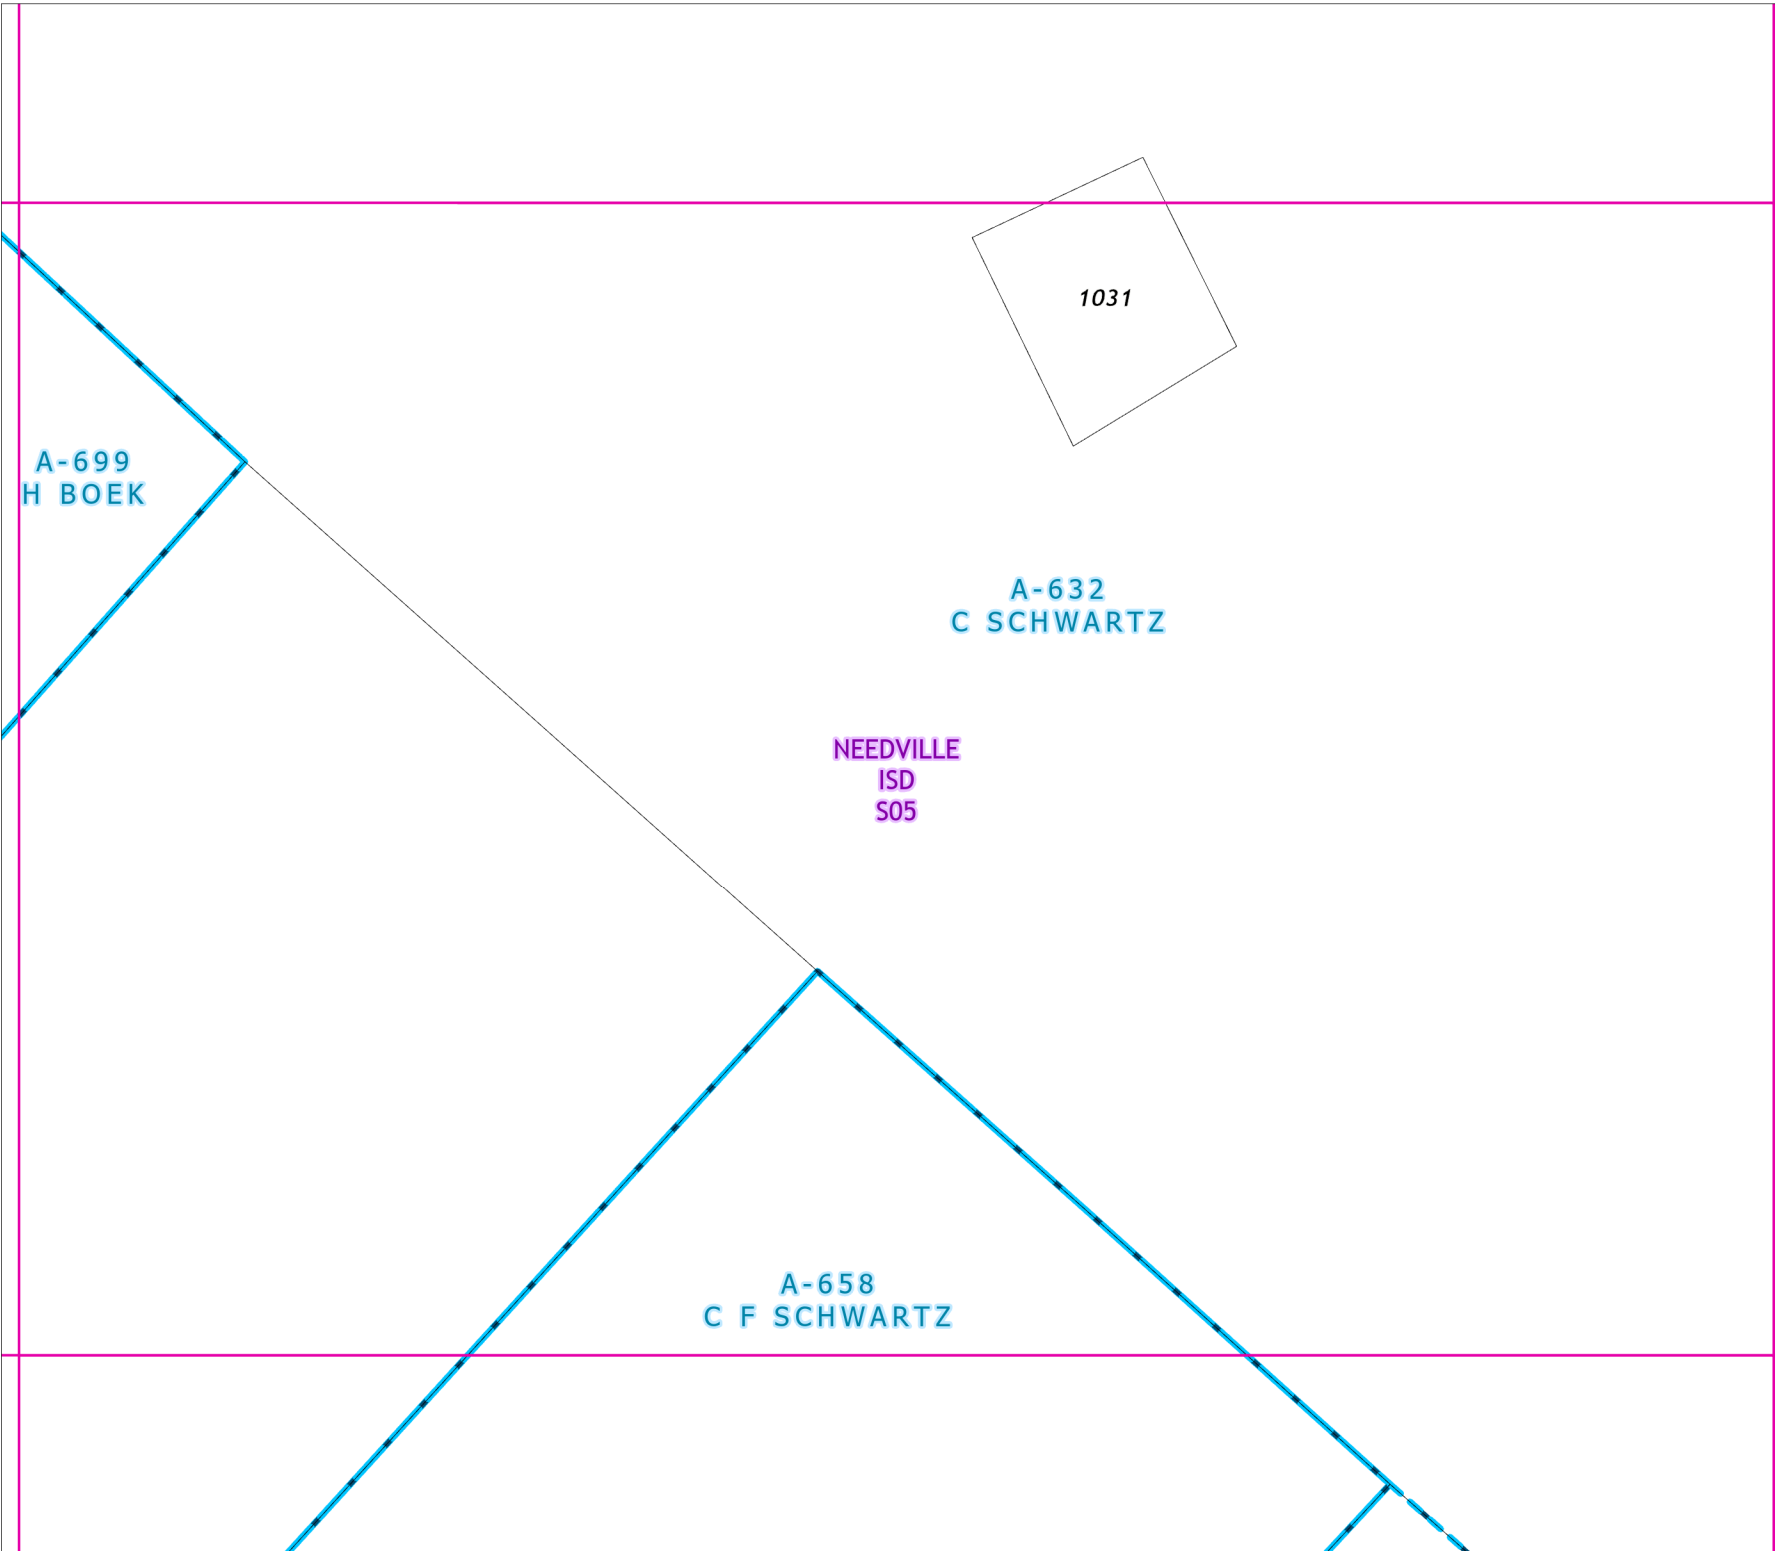 1031
A-699
H BOEK
A-632
C SCHWARTZ
NEEDVILLE
ISD
S05
A-658
C F SCHWARTZ